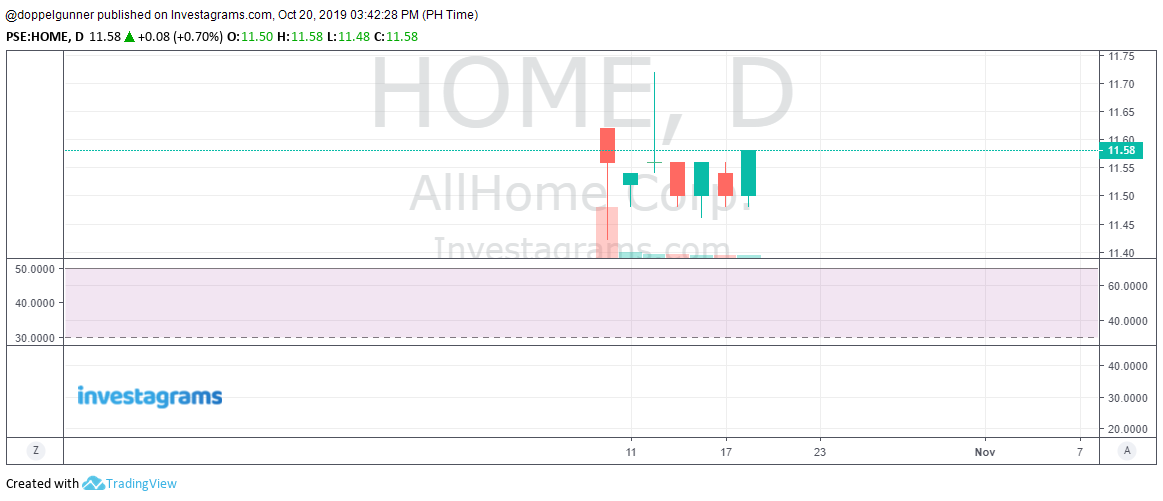 @doppelgunner published on Investagrams.com, Oct 20, 2019 03:42:28 PM (PH Time)
PSE:HOME, D 11.58 ▲ +0.08 (+0.70%) O:11.50 H:11.58 L:11.48 C:11.58
HOME, D
AllHome Corp.
Investagrams.com
11.75
11.70
11.65
11.60
11.58
11.55
11.50
11.45
11.40
50.0000
40.0000
30.0000
60.0000
40.0000
investagrams
40.0000
30.0000
20.0000
Z 11 17 23 Nov 7 A
Created with TradingView